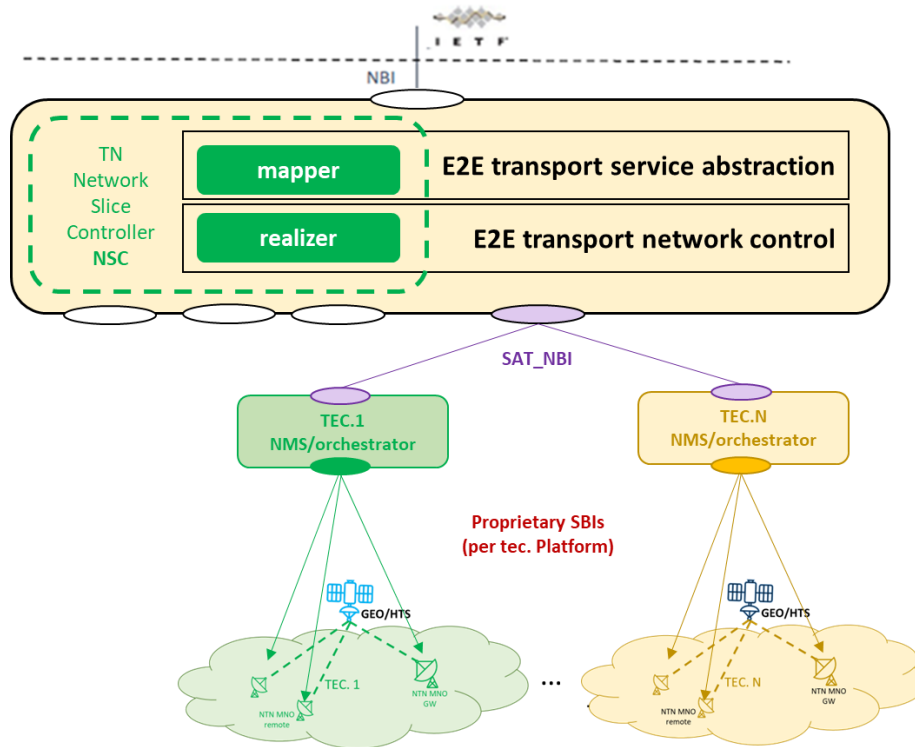 I E T F
NBI
TN
Network
Slice
Controller
NSC
mapper
E2E transport service abstraction
realizer
E2E transport network control
SAT_NBI
TEC.1
NMS/orchestrator
TEC.N
NMS/orchestrator
Proprietary SBIs
(per tec. Platform)
GEO/HTS
GEO/HTS
TEC. 1
NTN MNO
GW
NTN MNO
remote
...
TEC. N
NTN MNO
GW
NTN MNO
remote